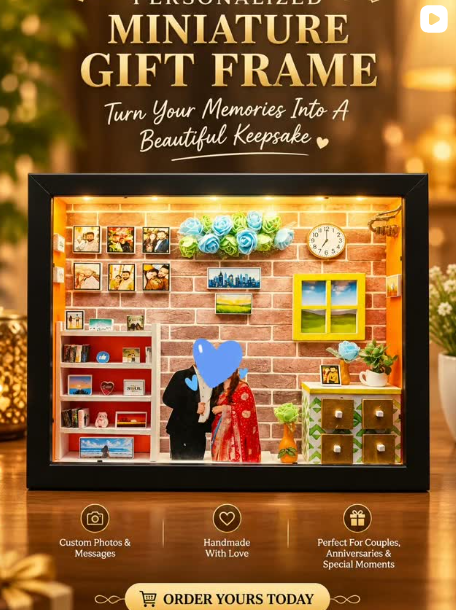 PERSONALIZED
MINIATURE
GIFT FRAME
Turn Your Memories Into A
Beautiful Keepsake
Custom Photos &
Messages
Handmade
With Love
Perfect For Couples,
Anniversaries &
Special Moments
ORDER YOURS TODAY